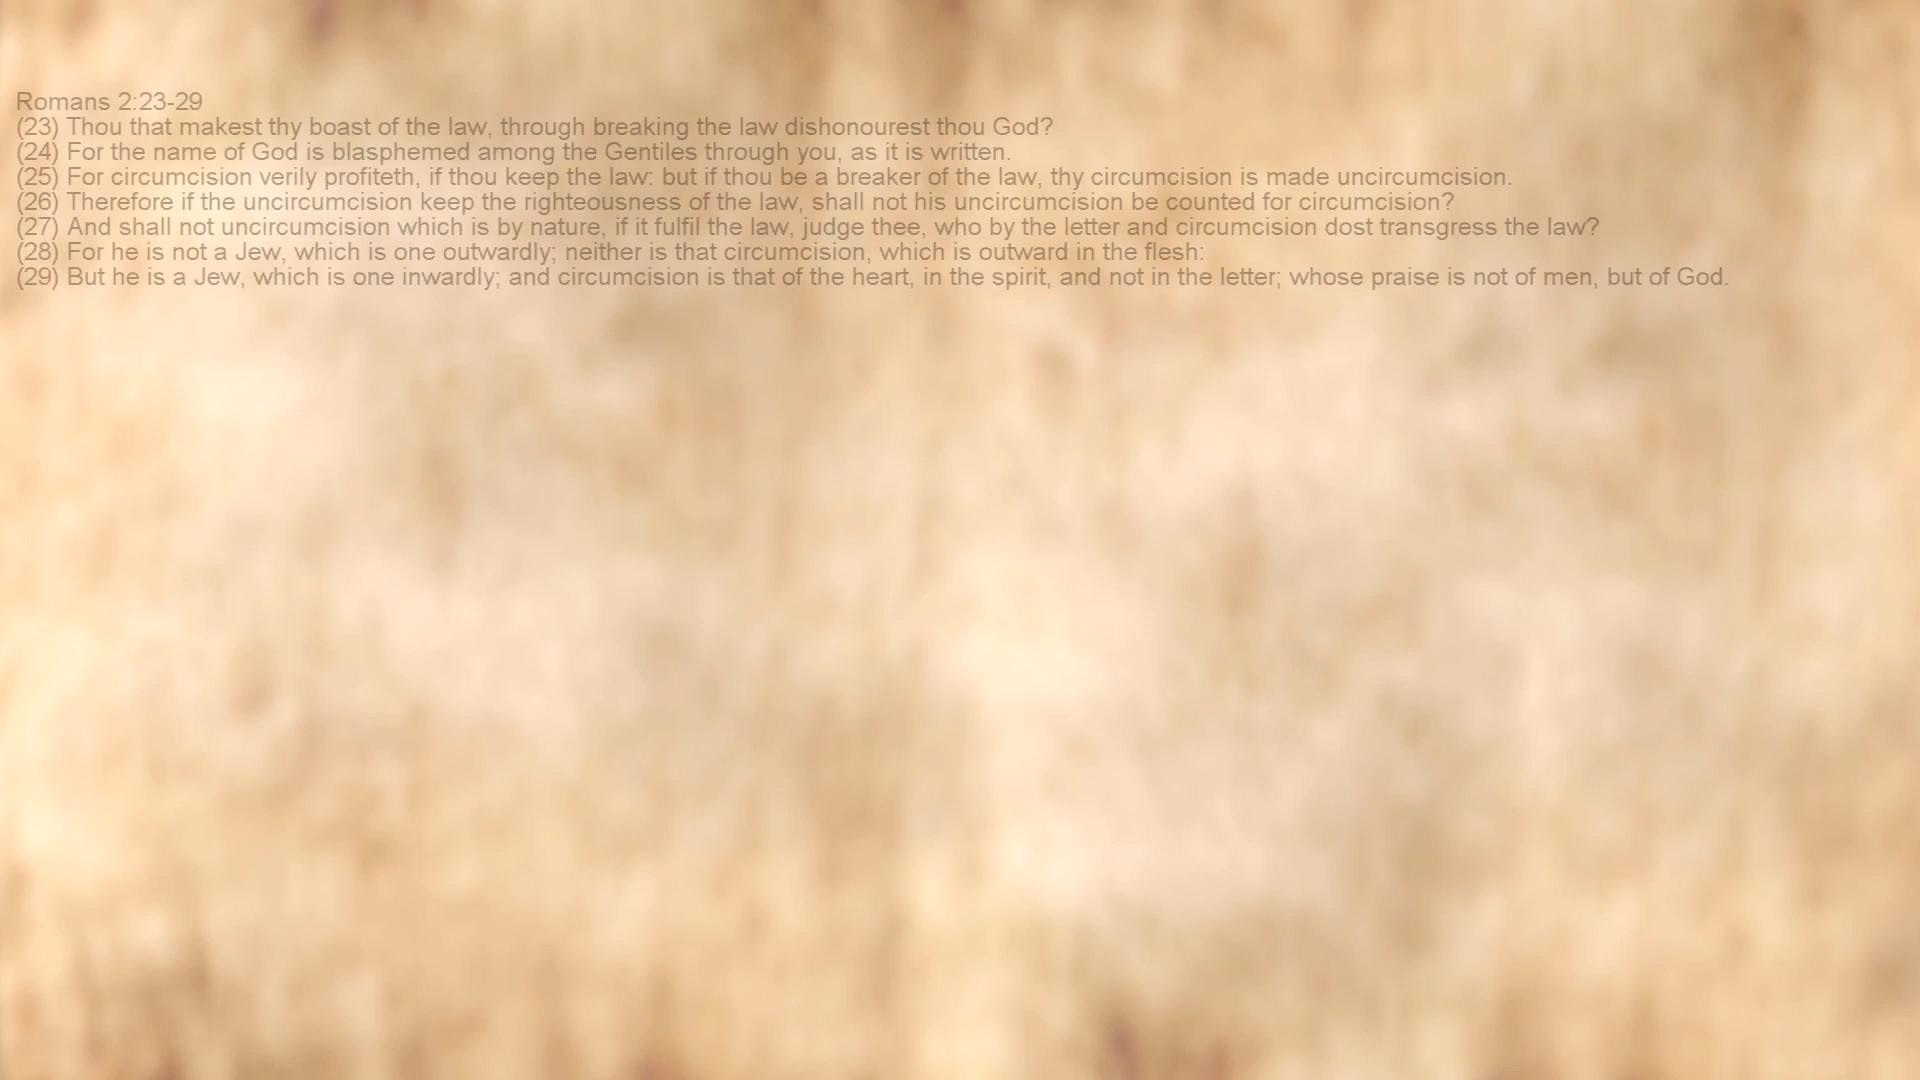 Romans 2:23-29
(23) Thou that makest thy boast of the law, through breaking the law dishonourest thou God?
(24) For the name of God is blasphemed among the Gentiles through you, as it is written.
(25) For circumcision verily profiteth, if thou keep the law: but if thou be a breaker of the law, thy circumcision is made uncircumcision.
(26) Therefore if the uncircumcision keep the righteousness of the law, shall not his uncircumcision be counted for circumcision?
(27) And shall not uncircumcision which is by nature, if it fulfil the law, judge thee, who by the letter and circumcision dost transgress the law?
(28) For he is not a Jew, which is one outwardly; neither is that circumcision, which is outward in the flesh:
(29) But he is a Jew, which is one inwardly; and circumcision is that of the heart, in the spirit, and not in the letter; whose praise is not of men, but of God.